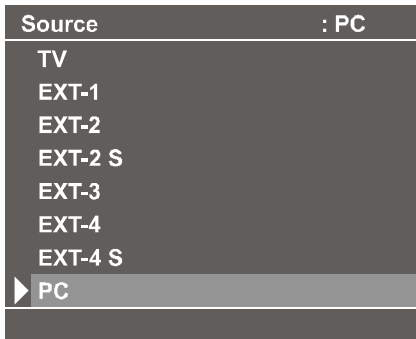 Source : PC
TV
EXT-1
EXT-2
EXT-2 S
EXT-3
EXT-4
EXT-4 S
PC